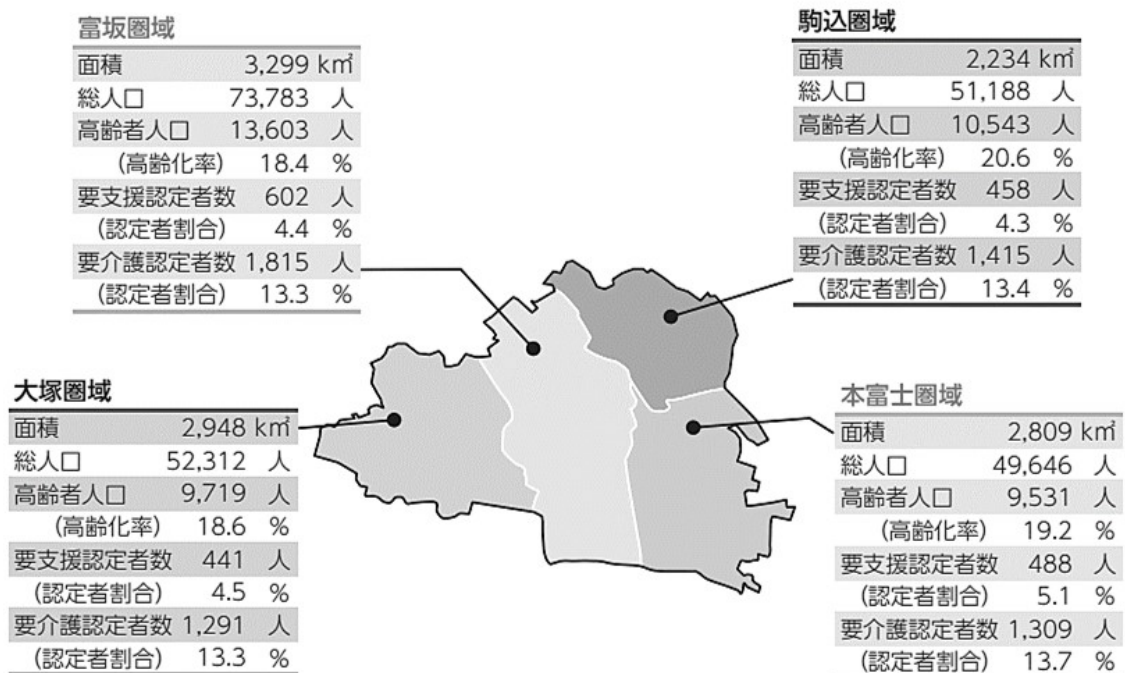 富坂圏域
面積 3,299 k㎡
総人口 73,783 人
高齢者人口 13,603 人
(高齢化率) 18.4 %
要支援認定者数 602 人
(認定者割合) 4.4 %
要介護認定者数 1,815 人
(認定者割合) 13.3 %
駒込圏域
面積 2,234 k㎡
総人口 51,188 人
高齢者人口 10,543 人
(高齢化率) 20.6 %
要支援認定者数 458 人
(認定者割合) 4.3 %
要介護認定者数 1,415 人
(認定者割合) 13.4 %
大塚圏域
面積 2,948 k㎡
総人口 52,312 人
高齢者人口 9,719 人
(高齢化率) 18.6 %
要支援認定者数 441 人
(認定者割合) 4.5 %
要介護認定者数 1,291 人
(認定者割合) 13.3 %
本富士圏域
面積 2,809 k㎡
総人口 49,646 人
高齢者人口 9,531 人
(高齢化率) 19.2 %
要支援認定者数 488 人
(認定者割合) 5.1 %
要介護認定者数 1,309 人
(認定者割合) 13.7 %